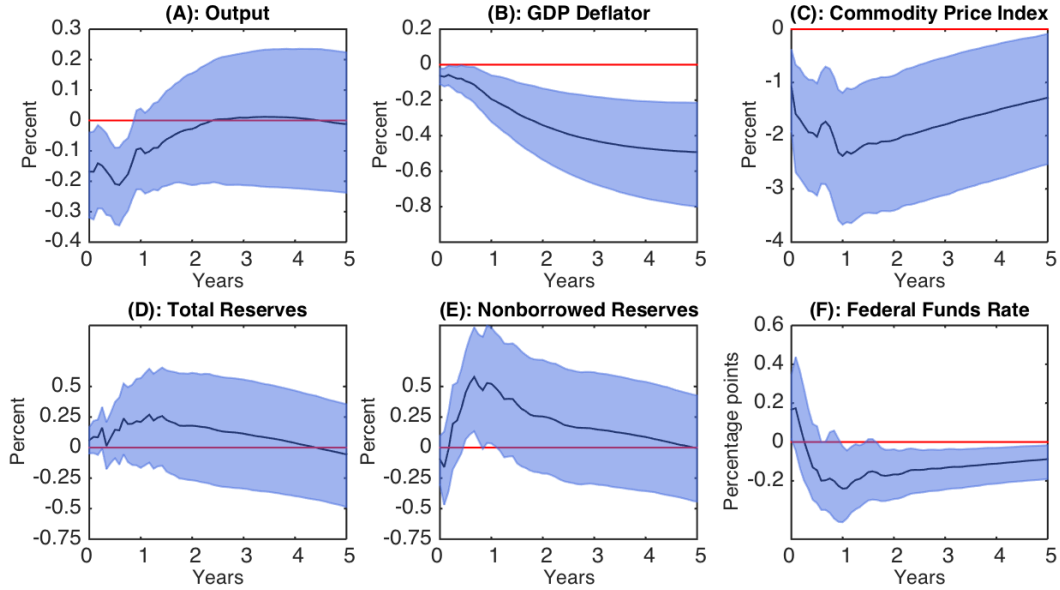 (A): Output
Percent
0.3
0.2
0.1
0
-0.1
-0.2
-0.3
-0.4
0 1 2 3 4 5
Years
(B): GDP Deflator
Percent
0.2
0
-0.2
-0.4
-0.6
-0.8
0 1 2 3 4 5
Years
(C): Commodity Price Index
Percent
0
-1
-2
-3
-4
0 1 2 3 4 5
Years
(D): Total Reserves
Percent
0.5
0.25
0
-0.25
-0.5
-0.75
0 1 2 3 4 5
Years
(E): Nonborrowed Reserves
Percent
0.5
0.25
0
-0.25
-0.5
-0.75
0 1 2 3 4 5
Years
(F): Federal Funds Rate
Percentage points
0.6
0.4
0.2
0
-0.2
0 1 2 3 4 5
Years